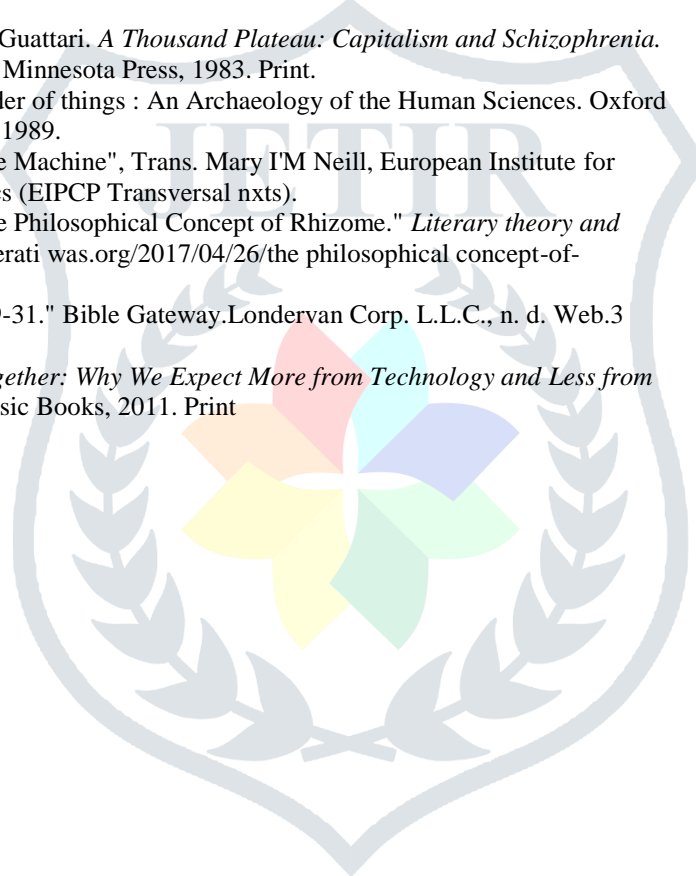 Guattari. A Thousand Plateau: Capitalism and Schizophrenia.
Minnesota Press, 1983. Print.
der of things : An Archaeology of the Human Sciences. Oxford
1989.
e Machine", Trans. Mary I'M Neill, European Institute for
cs (EIPCP Transversal nxts).
e Philosophical Concept of Rhizome." Literary theory and
erati was.org/2017/04/26/the philosophical concept-of-
9-31." Bible Gateway.Londervan Corp. L.L.C., n. d. Web.3
gether: Why We Expect More from Technology and Less from
sic Books, 2011. Print
JETIR